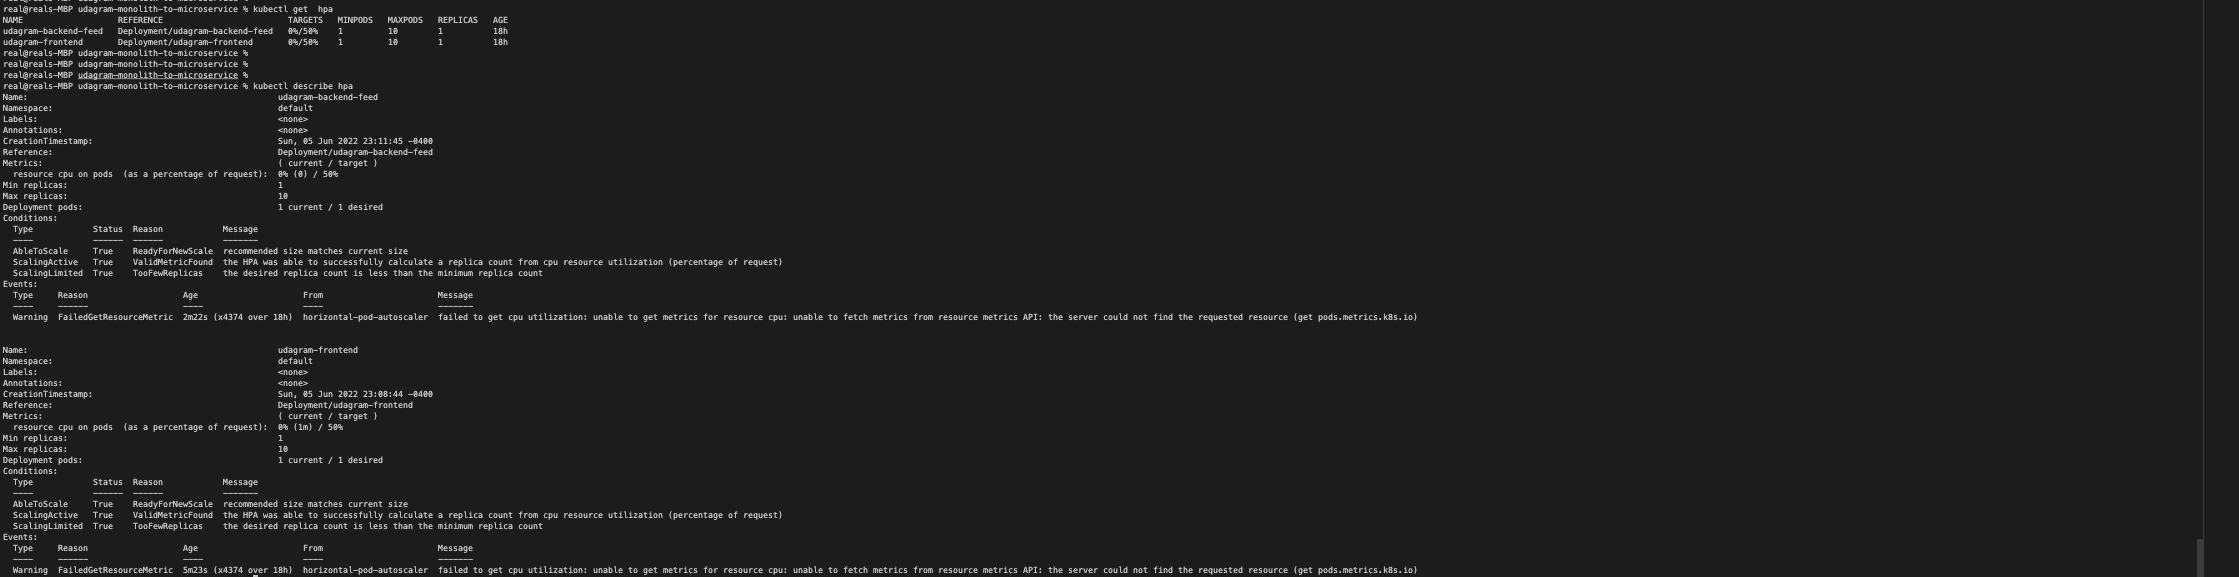 real@reals-MBP udagram-monolith-to-microservice % kubectl get  hpa
NAME                   REFERENCE                         TARGETS   MINPODS   MAXPODS   REPLICAS   AGE
udagram-backend-feed   Deployment/udagram-backend-feed   0%/50%    1         10        1          18h
udagram-frontend       Deployment/udagram-frontend       0%/50%    1         10        1          18h
real@reals-MBP udagram-monolith-to-microservice %
real@reals-MBP udagram-monolith-to-microservice %
real@reals-MBP udagram-monolith-to-microservice %
real@reals-MBP udagram-monolith-to-microservice % kubectl describe hpa
Name:                                                  udagram-backend-feed
Namespace:                                             default
Labels:                                                <none>
Annotations:                                           <none>
CreationTimestamp:                                     Sun, 05 Jun 2022 23:11:45 -0400
Reference:                                             Deployment/udagram-backend-feed
Metrics:                                               ( current / target )
  resource cpu on pods  (as a percentage of request):  0% (0) / 50%
Min replicas:                                          1
Max replicas:                                          10
Deployment pods:                                       1 current / 1 desired
Conditions:
  Type            Status  Reason            Message
  ----            ------  ------            -------
  AbleToScale     True    ReadyForNewScale  recommended size matches current size
  ScalingActive   True    ValidMetricFound  the HPA was able to successfully calculate a replica count from cpu resource utilization (percentage of request)
  ScalingLimited  True    TooFewReplicas    the desired replica count is less than the minimum replica count
Events:
  Type     Reason                   Age                     From                       Message
  ----     ------                   ----                    ----                       -------
  Warning  FailedGetResourceMetric  2m22s (x4374 over 18h)  horizontal-pod-autoscaler  failed to get cpu utilization: unable to get metrics for resource cpu: unable to fetch metrics from resource metrics API: the server could not find the requested resource (get pods.metrics.k8s.io)
Name:                                                  udagram-frontend
Namespace:                                             default
Labels:                                                <none>
Annotations:                                           <none>
CreationTimestamp:                                     Sun, 05 Jun 2022 23:08:44 -0400
Reference:                                             Deployment/udagram-frontend
Metrics:                                               ( current / target )
  resource cpu on pods  (as a percentage of request):  0% (1m) / 50%
Min replicas:                                          1
Max replicas:                                          10
Deployment pods:                                       1 current / 1 desired
Conditions:
  Type            Status  Reason            Message
  ----            ------  ------            -------
  AbleToScale     True    ReadyForNewScale  recommended size matches current size
  ScalingActive   True    ValidMetricFound  the HPA was able to successfully calculate a replica count from cpu resource utilization (percentage of request)
  ScalingLimited  True    TooFewReplicas    the desired replica count is less than the minimum replica count
Events:
  Type     Reason                   Age                     From                       Message
  ----     ------                   ----                    ----                       -------
  Warning  FailedGetResourceMetric  5m23s (x4374 over 18h)  horizontal-pod-autoscaler  failed to get cpu utilization: unable to get metrics for resource cpu: unable to fetch metrics from resource metrics API: the server could not find the requested resource (get pods.metrics.k8s.io)